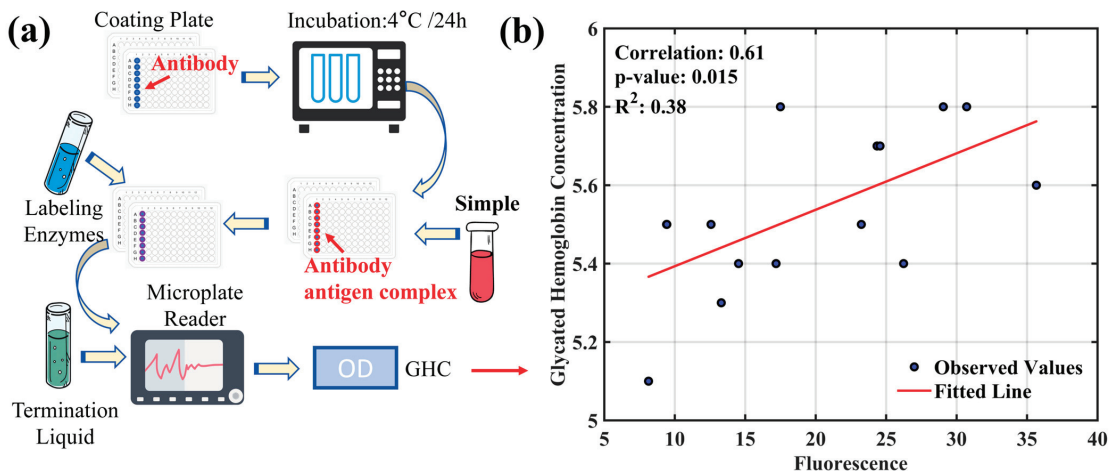 (a)
Coating Plate
Antibody
Incubation:4°C /24h
Labeling
Enzymes
Simple
Antibody
antigen complex
Microplate
Reader
Termination
Liquid
OD
GHC
(b)
Correlation: 0.61
p-value: 0.015
R²: 0.38
Glycated Hemoglobin Concentration
6
5.8
5.6
5.4
5.2
5
5
10
15
20
25
30
35
40
Fluorescence
Observed Values
Fitted Line